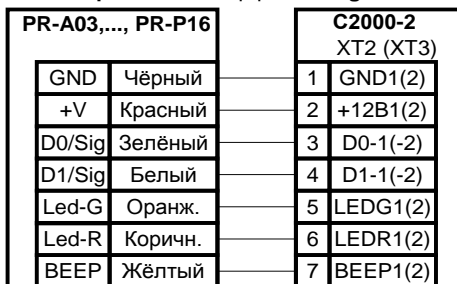 PR-A03,..., PR-P16 C2000-2
XT2 (XT3)
GND Чёрный 1 GND1(2)
+V Красный 2 +12В1(2)
D0/Sig Зелёный 3 D0-1(-2)
D1/Sig Белый 4 D1-1(-2)
Led-G Оранж. 5 LEDG1(2)
Led-R Коричн. 6 LEDR1(2)
BEEP Жёлтый 7 BEEP1(2)